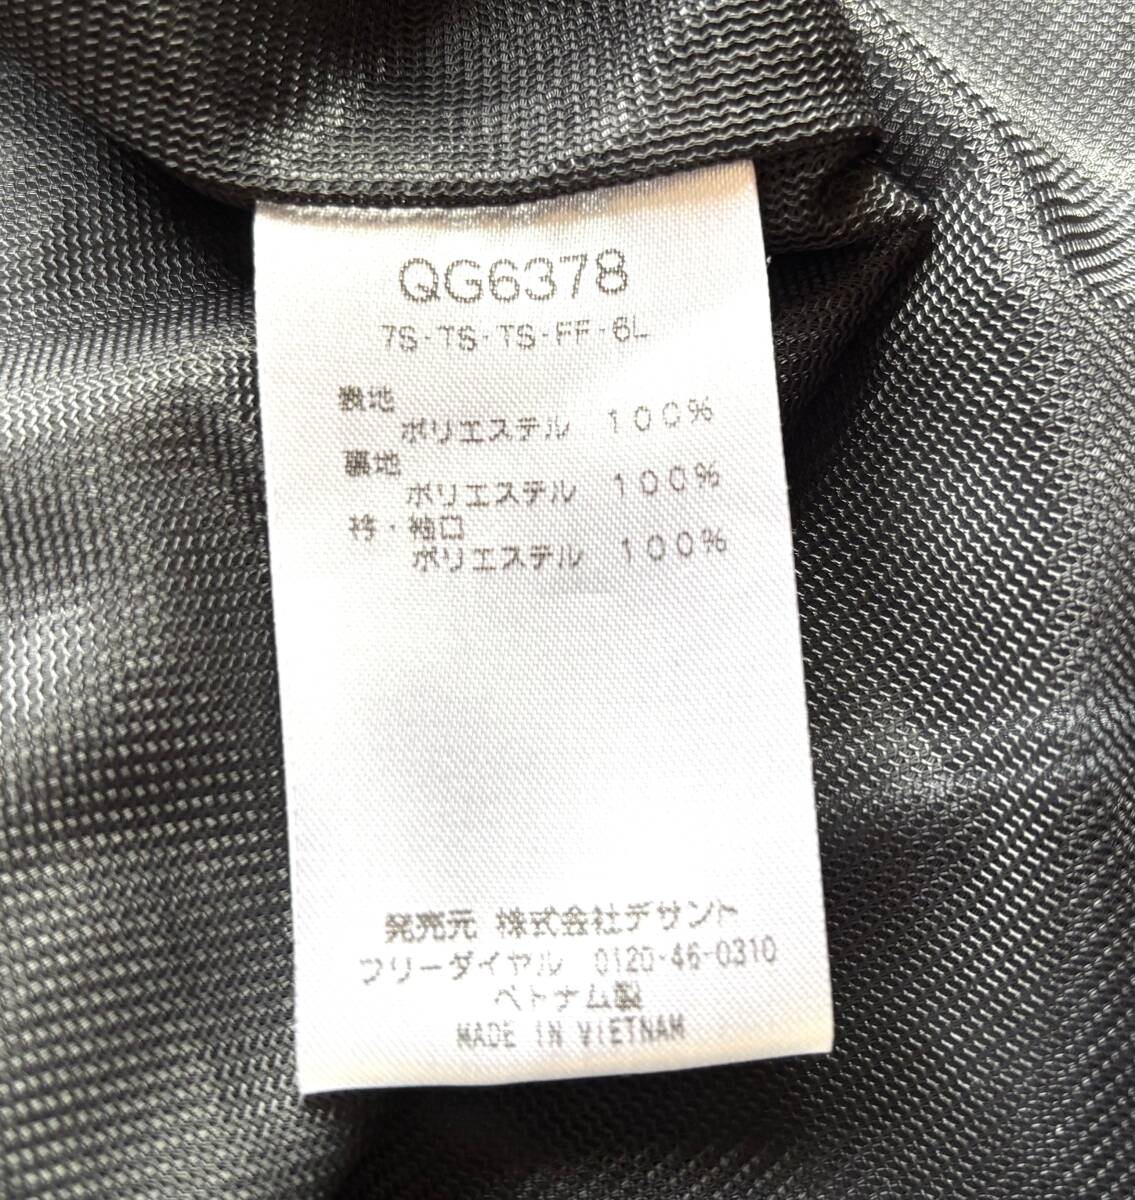 QG6378
7S-TS-TS-FF-6L
表地
ポリエステル 100%
裏地
ポリエステル 100%
衿・袖口
ポリエステル 100%
発売元 株式会社デサント
フリーダイヤル 0120-46-0310
ベトナム製
MADE IN VIETNAM